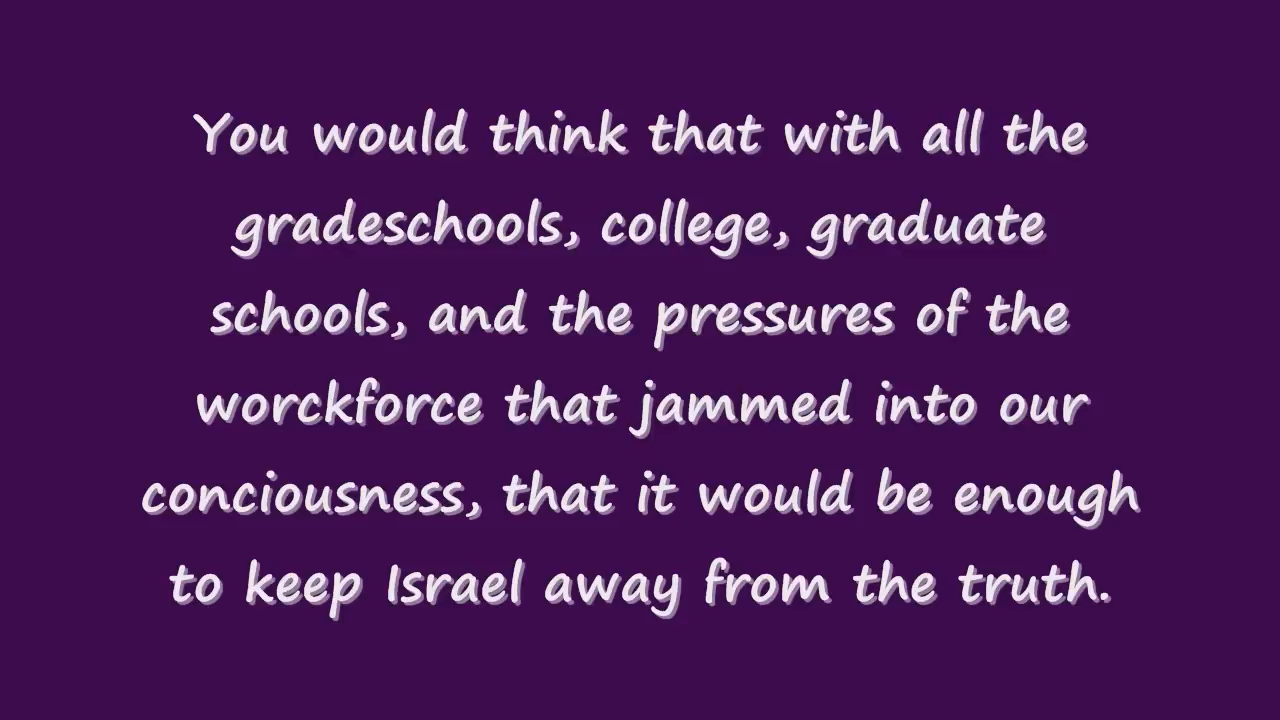 You would think that with all the
gradeschools, college, graduate
schools, and the pressures of the
worckforce that jammed into our
conciousness, that it would be enough
to keep Israel away from the truth.